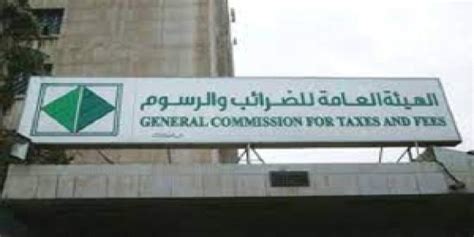 الهيئة العامة للضرائب والرسوم
GENERAL COMMISSION FOR TAXES AND FEES